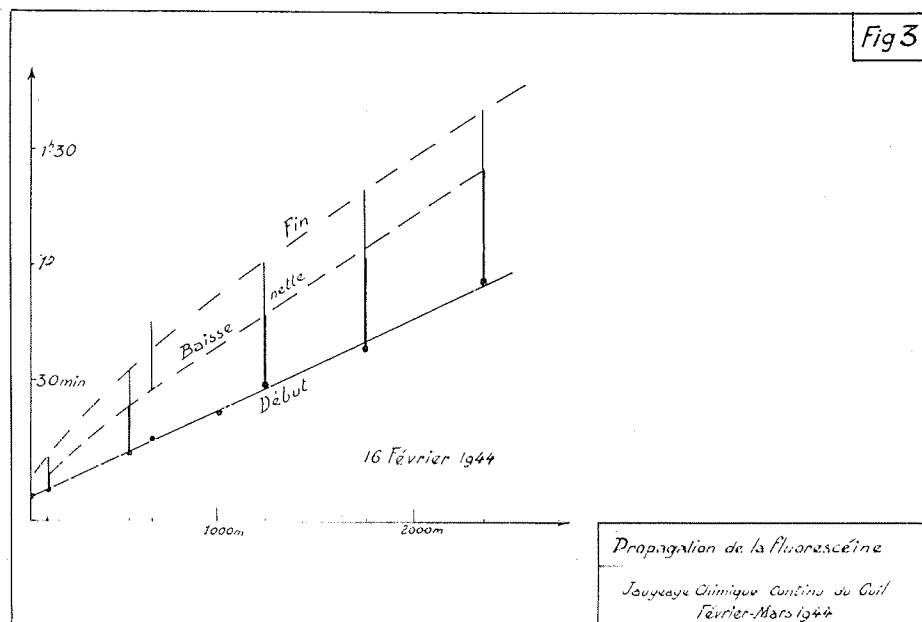 Fig 3
1h30
1h
30min
Fin
Baisse nette
Début
16 Février 1944
1000m
2000m
Propagation de la fluorescéine
Jaugeage Chimique Continu du Guil
Février-Mars 1944